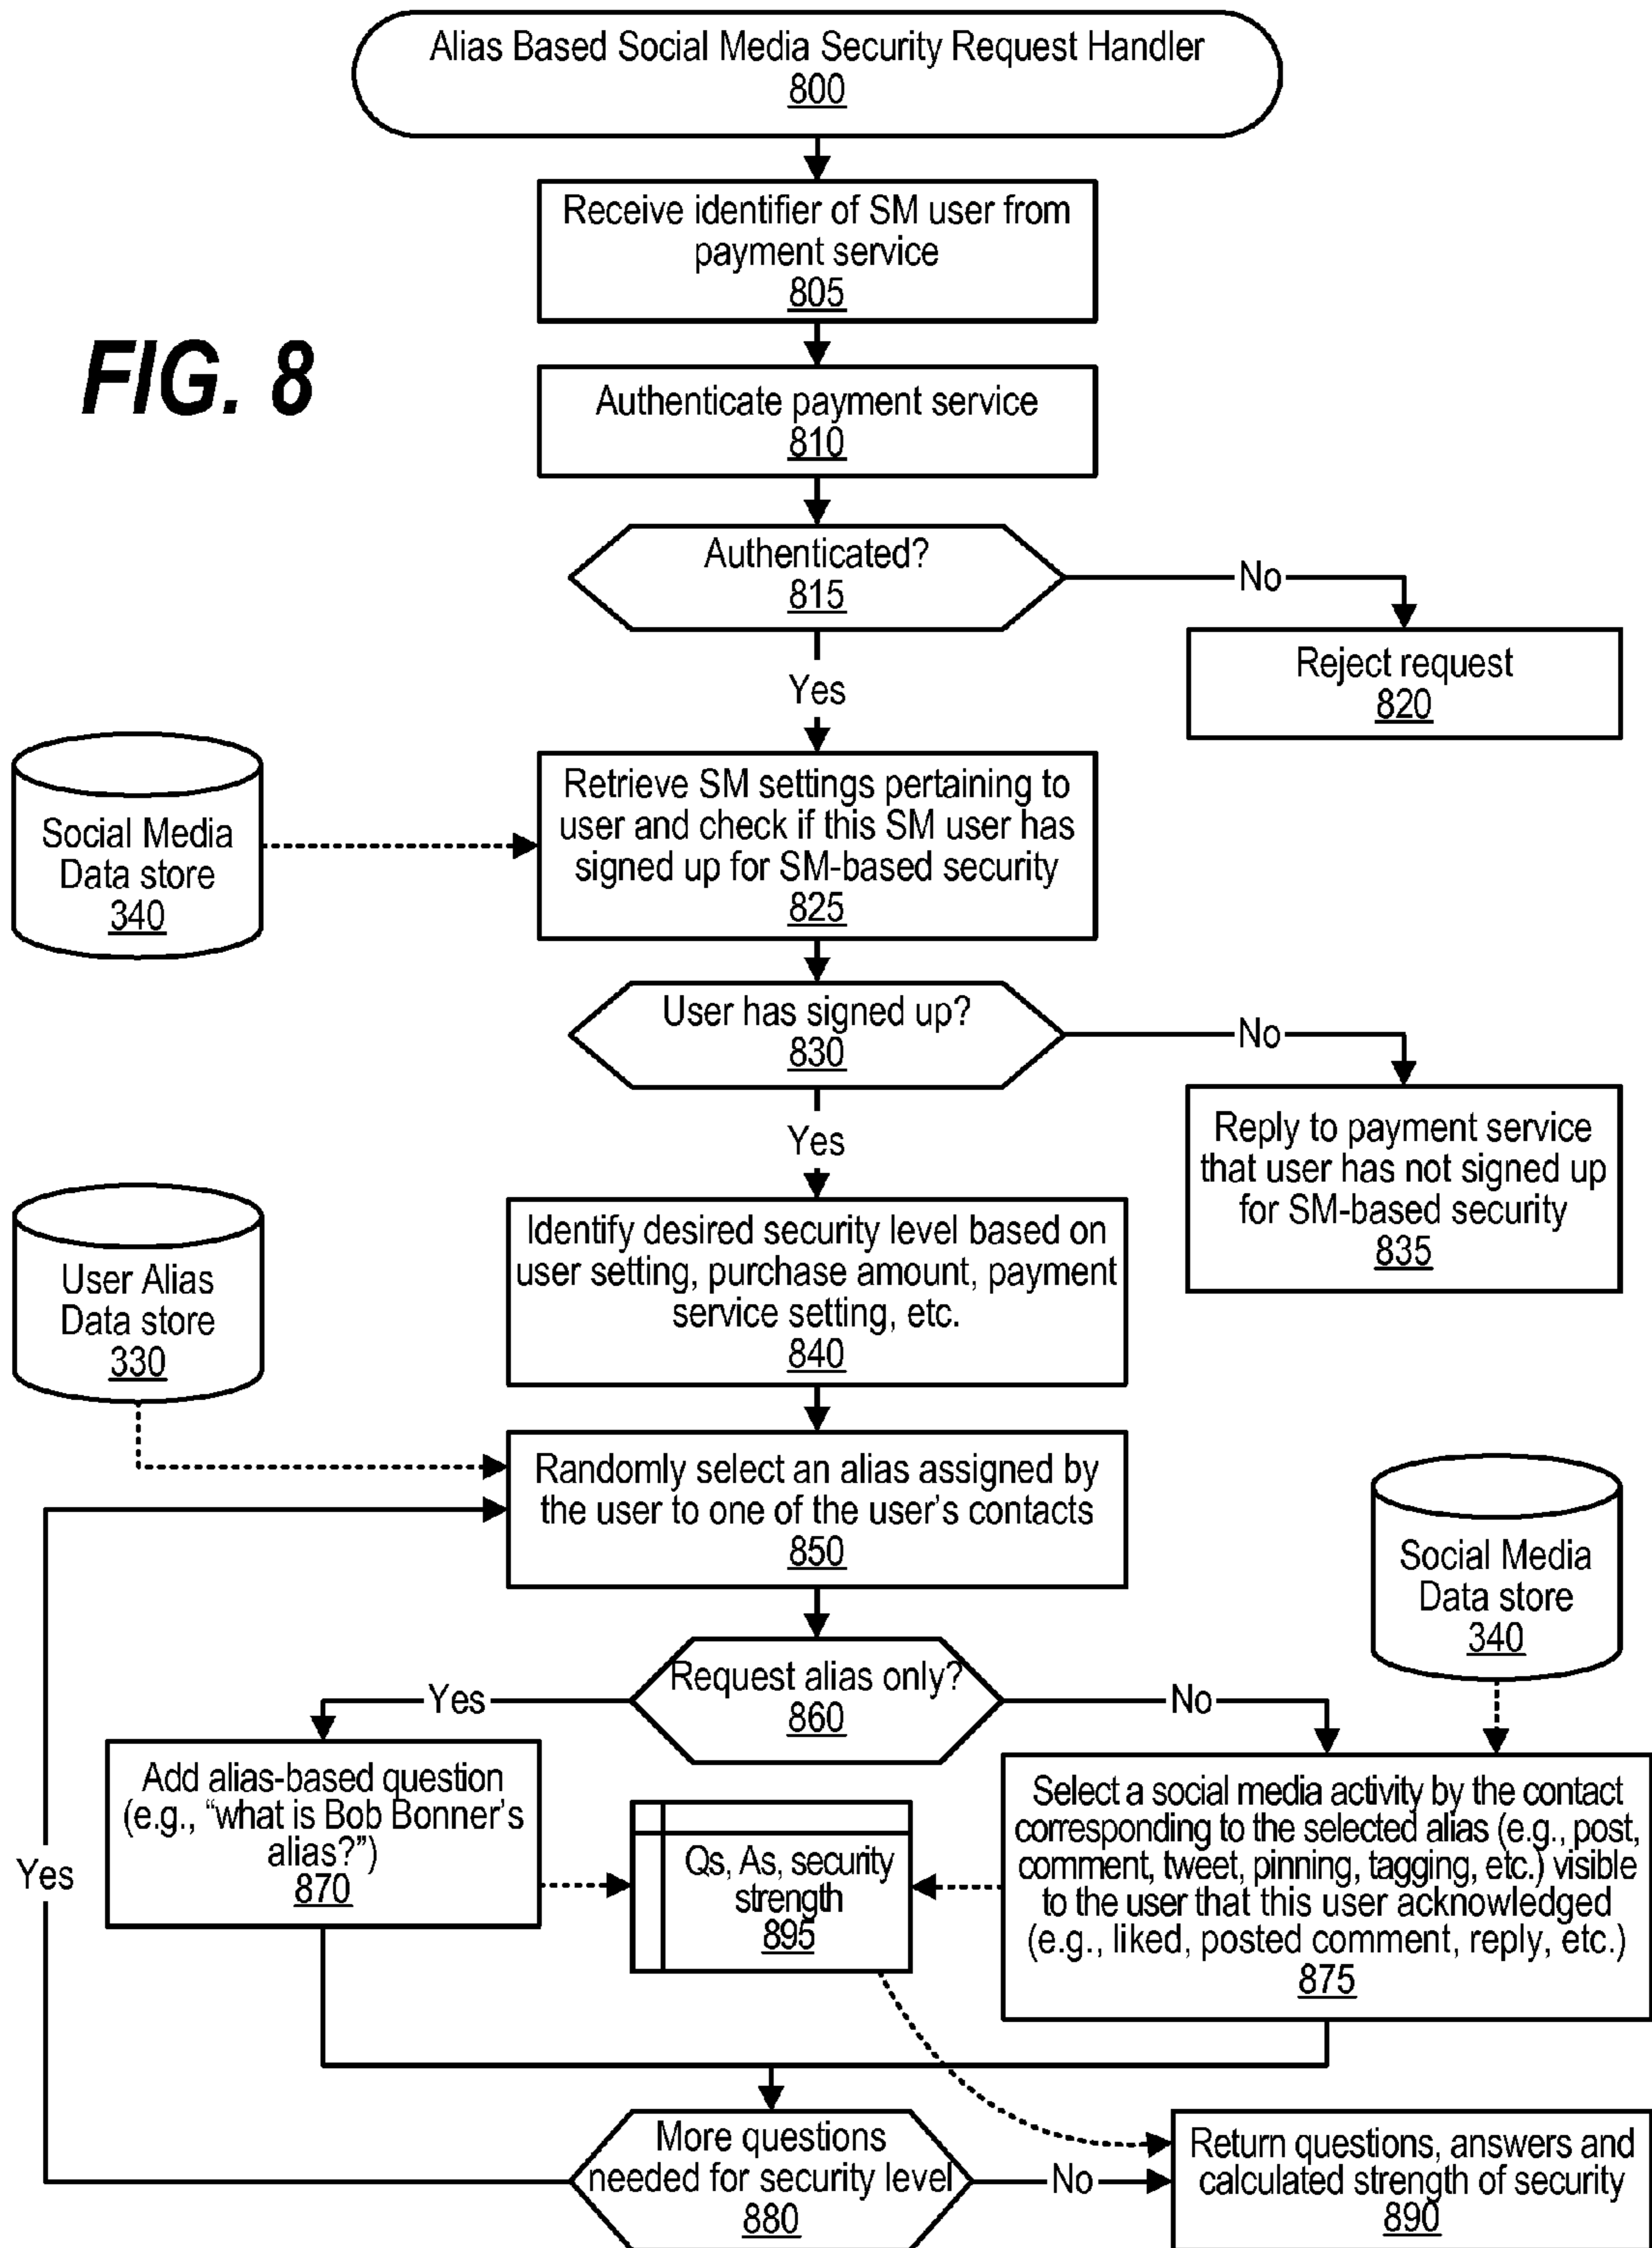 Alias Based Social Media Security Request Handler
800
Receive identifier of SM user from
payment service
805
FIG. 8
Authenticate payment service
810
Authenticated?
815
No
Reject request
820
Yes
Social Media
Data store
340
Retrieve SM settings pertaining to
user and check if this SM user has
signed up for SM-based security
825
User has signed up?
830
No
Reply to payment service
that user has not signed up
for SM-based security
835
Yes
User Alias
Data store
330
Identify desired security level based on
user setting, purchase amount, payment
service setting, etc.
840
Randomly select an alias assigned by
the user to one of the user's contacts
850
Social Media
Data store
340
Request alias only?
860
Yes
No
Add alias-based question
(e.g., “what is Bob Bonner's
alias?”)
870
Qs, As, security
strength
895
Select a social media activity by the contact
corresponding to the selected alias (e.g., post,
comment, tweet, pinning, tagging, etc.) visible
to the user that this user acknowledged
(e.g., liked, posted comment, reply, etc.)
875
Yes
More questions
needed for security level
880
No
Return questions, answers and
calculated strength of security
890